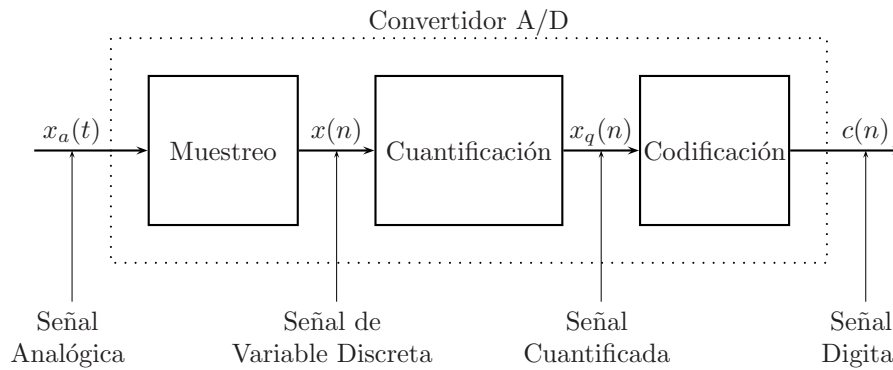 Convertidor A/D
x_a(t)
x(n)
x_q(n)
c(n)
Muestreo
Cuantificación
Codificación
Señal
Analógica
Señal de
Variable Discreta
Señal
Cuantificada
Señal
Digita